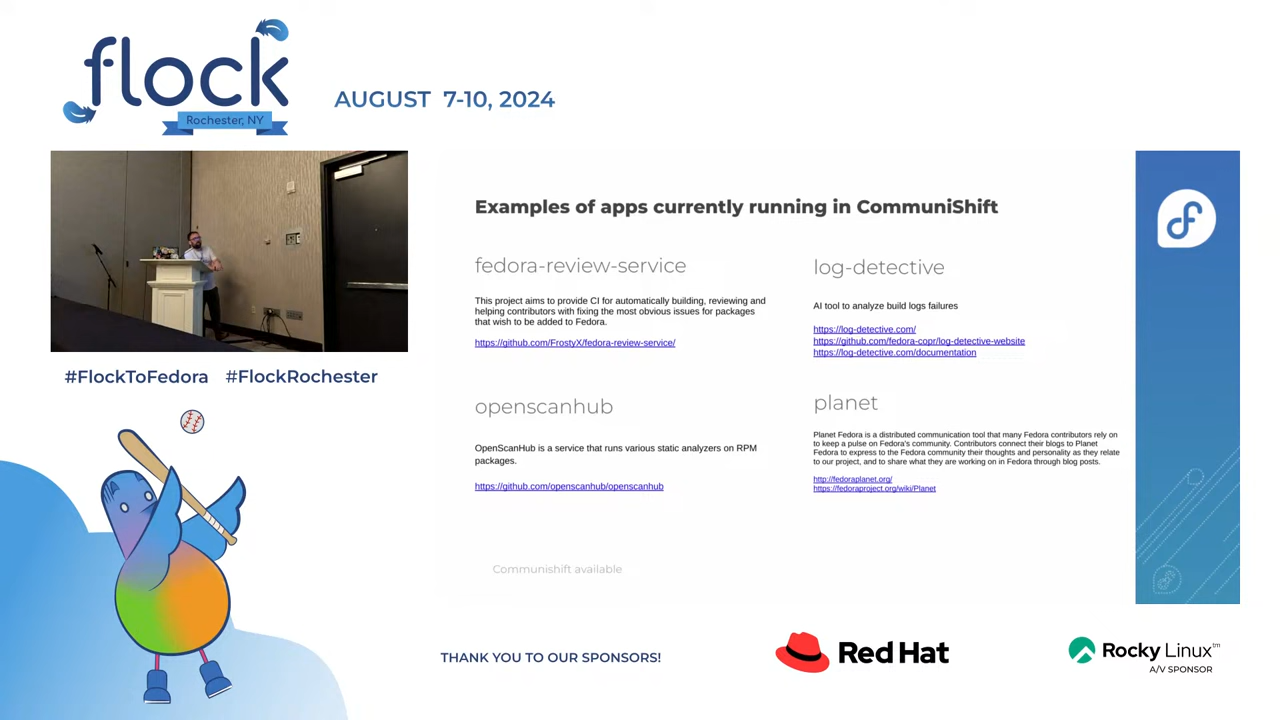 flock
Rochester, NY
AUGUST 7-10, 2024
#FlockToFedora #FlockRochester
Examples of apps currently running in CommuniShift
fedora-review-service
This project aims to provide CI for automatically building, reviewing and
helping contributors with fixing the most obvious issues for packages
that wish to be added to Fedora.
https://github.com/FrostyX/fedora-review-service/
log-detective
AI tool to analyze build logs failures
https://log-detective.com/
https://github.com/fedora-copr/log-detective-website
https://log-detective.com/documentation
openscanhub
OpenScanHub is a service that runs various static analyzers on RPM
packages.
https://github.com/openscanhub/openscanhub
planet
Planet Fedora is a distributed communication tool that many Fedora contributors rely on
to keep a pulse on Fedora's community. Contributors connect their blogs to Planet
Fedora to express to the Fedora community their thoughts and personality as they relate
to our project, and to share what they are working on in Fedora through blog posts.
http://fedoraplanet.org/
https://fedoraproject.org/wiki/Planet
Communishift available
THANK YOU TO OUR SPONSORS!
Red Hat
Rocky Linux™
A/V SPONSOR